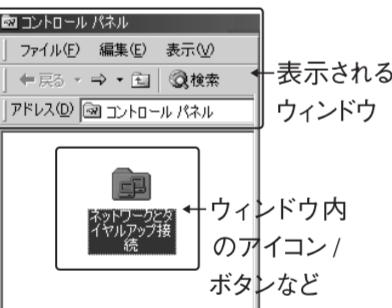 コントロール パネル
ファイル(F) 編集(E) 表示(V)
戻る 検索
アドレス(D) コントロール パネル
表示される
ウィンドウ
ネットワークとダ
イヤルアップ接
続
ウィンドウ内
のアイコン /
ボタンなど